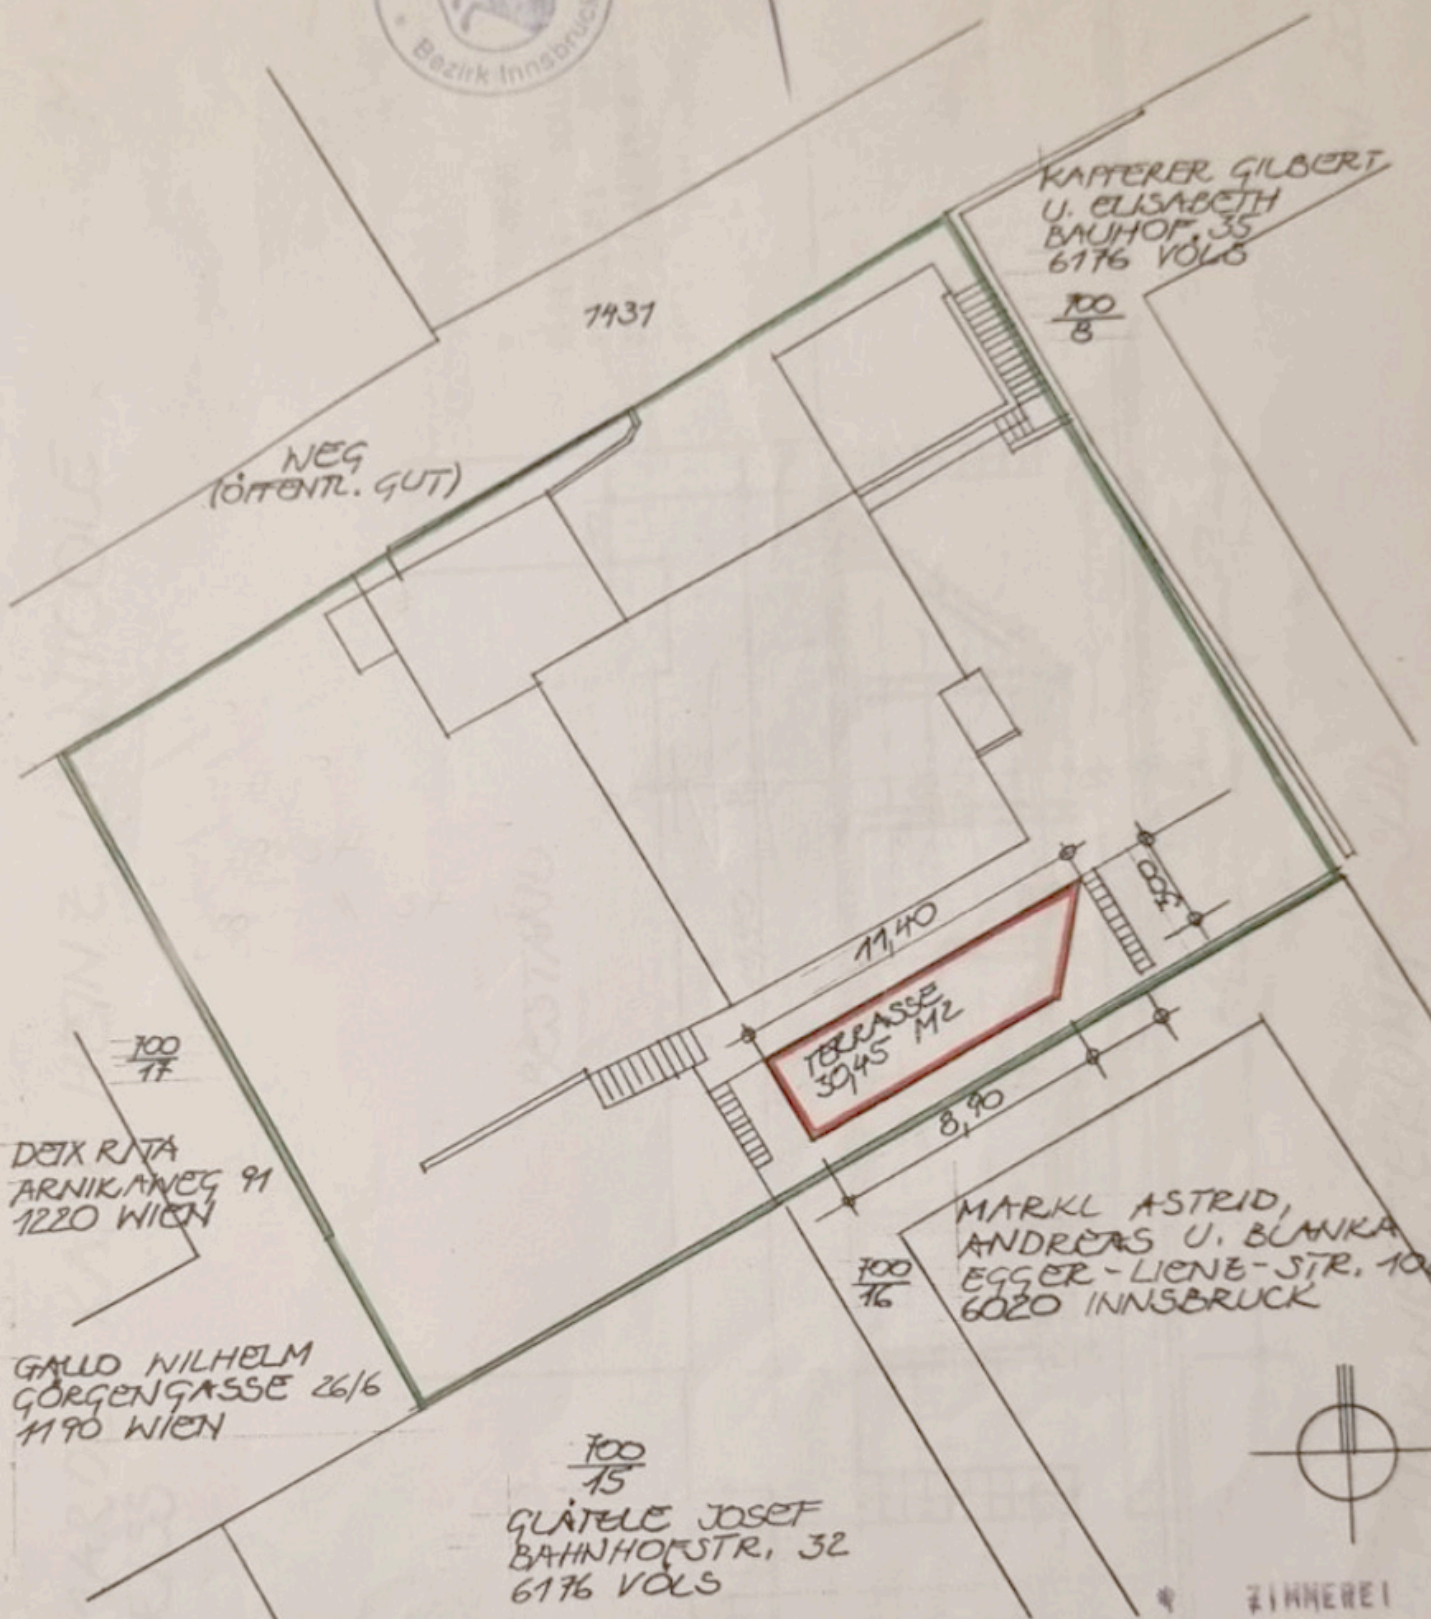 Bezirk Innsbruck
KAPFERER GILBERT
U. ELISABETH
BAUHOF. 35
6176 VÖLS
700
8
1431
WEG
(ÖFFENTL. GUT)
3,00
11,40
TERRASSE
30,45 M2
8,90
700
17
DEIX RITA
ARNIKAWEG 91
1220 WIEN
MARKL ASTRID,
ANDREAS U. BLANKA
EGGER-LIENZ-STR. 10
6020 INNSBRUCK
700
16
GALLO WILHELM
GÖRGENGASSE 26/6
1190 WIEN
700
15
GLÄTZLE JOSEF
BAHNHOFSTR. 32
6176 VÖLS
* ZIMMEREI